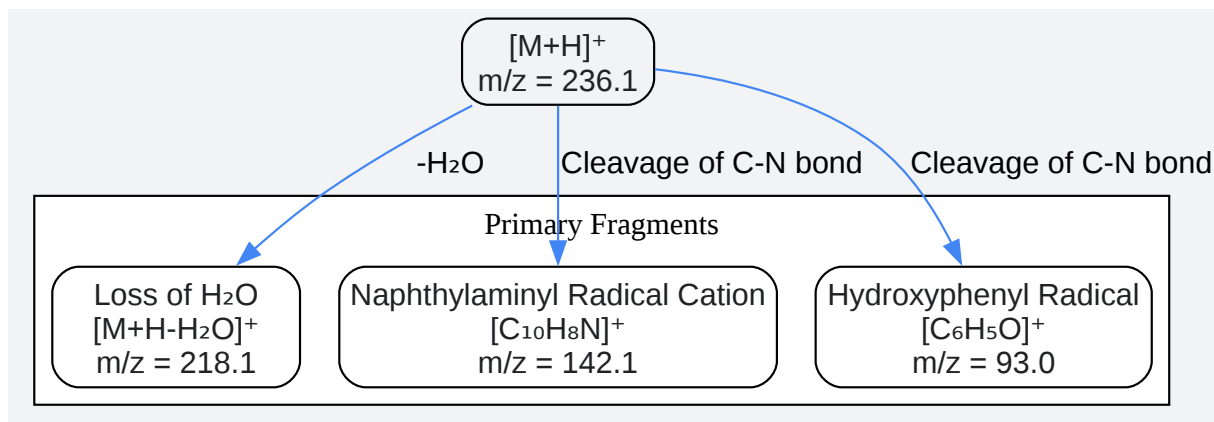 [M+H]⁺
m/z = 236.1
-H₂O
Cleavage of C-N bond
Cleavage of C-N bond
Primary Fragments
Loss of H₂O
[M+H-H₂O]⁺
m/z = 218.1
Naphthylaminyl Radical Cation
[C₁₀H₈N]⁺
m/z = 142.1
Hydroxyphenyl Radical
[C₆H₅O]⁺
m/z = 93.0